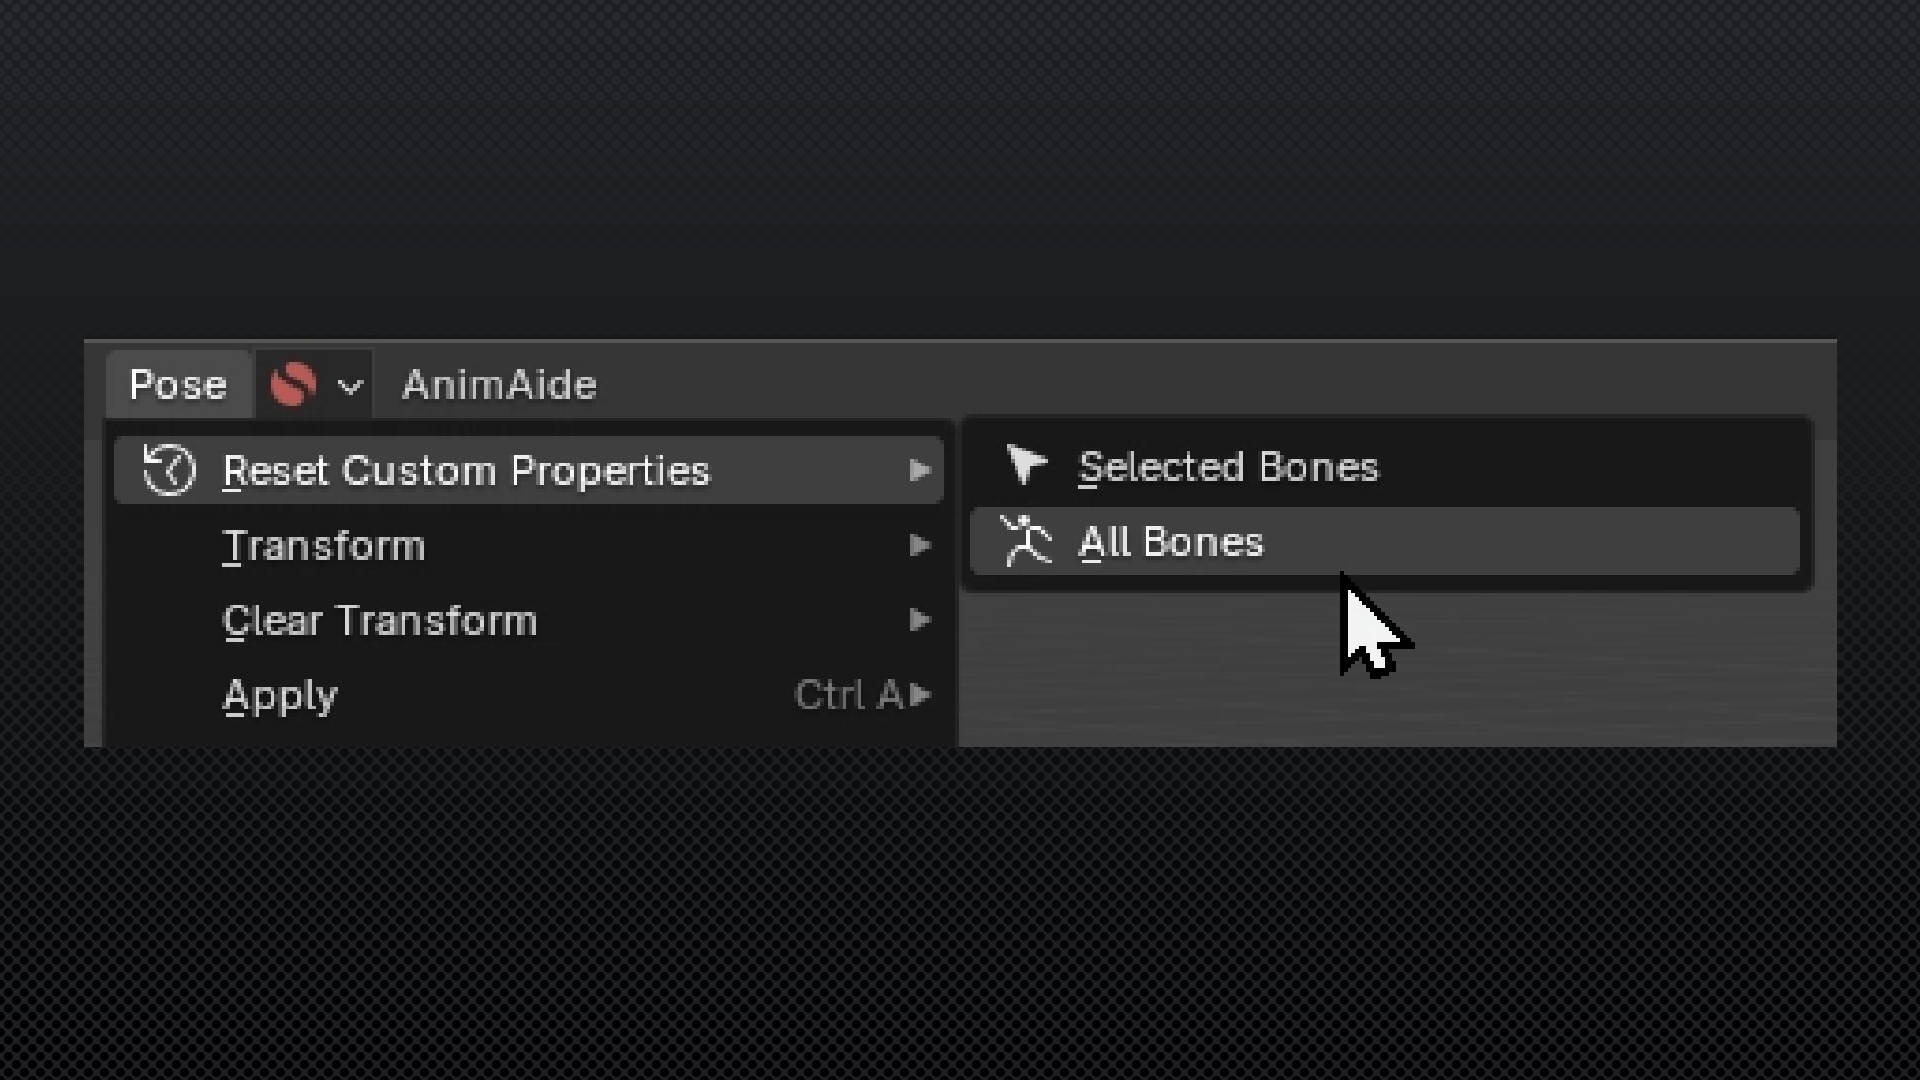 Pose AnimAide
Reset Custom Properties
Selected Bones
Transform
All Bones
Clear Transform
Apply Ctrl A